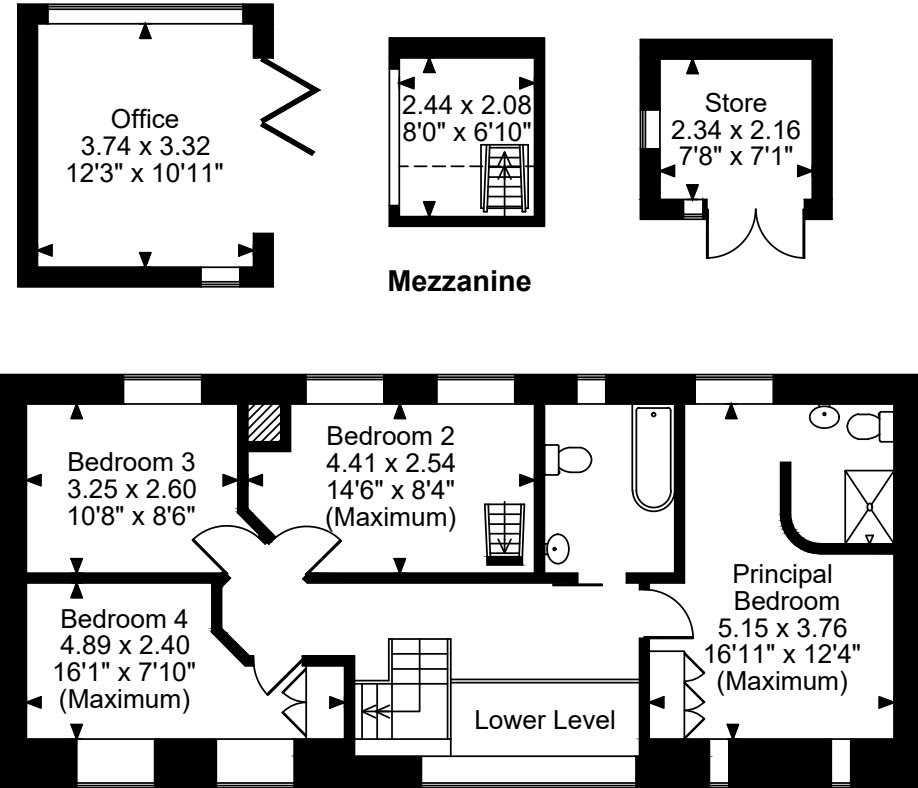 Office
3.74 x 3.32
12'3" x 10'11"
2.44 x 2.08
8'0" x 6'10"
Mezzanine
Store
2.34 x 2.16
7'8" x 7'1"
Bedroom 3
3.25 x 2.60
10'8" x 8'6"
Bedroom 2
4.41 x 2.54
14'6" x 8'4"
(Maximum)
Bedroom 4
4.89 x 2.40
16'1" x 7'10"
(Maximum)
Principal
Bedroom
5.15 x 3.76
16'11" x 12'4"
(Maximum)
Lower Level